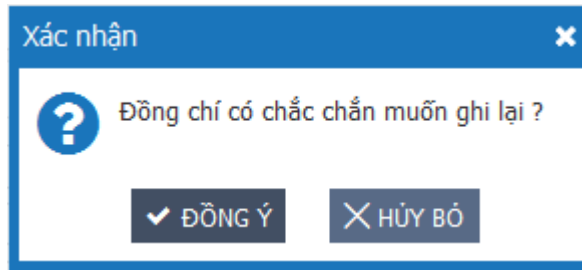 Xác nhận
Đồng chí có chắc chắn muốn ghi lại ?
ĐỒNG Ý
HỦY BỎ